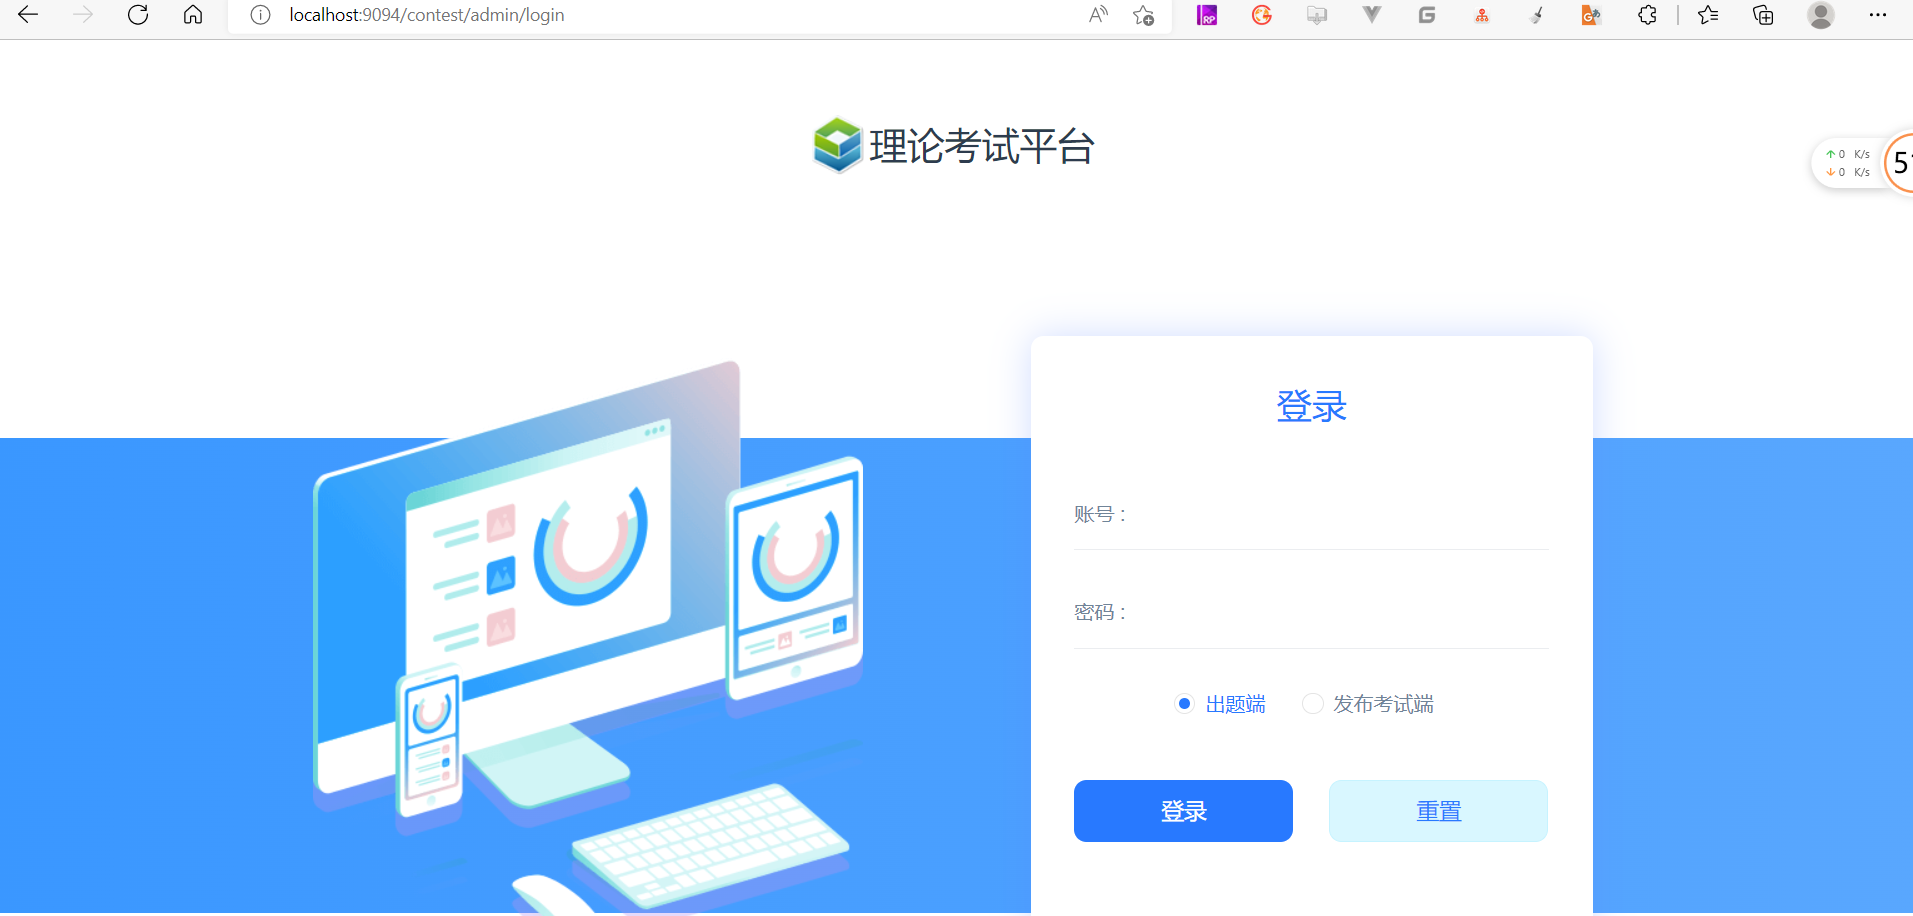 localhost:9094/contest/admin/login
理论考试平台
↑ 0 K/s
↓ 0 K/s
登录
账号 :
密码 :
出题端 发布考试端
登录 重置